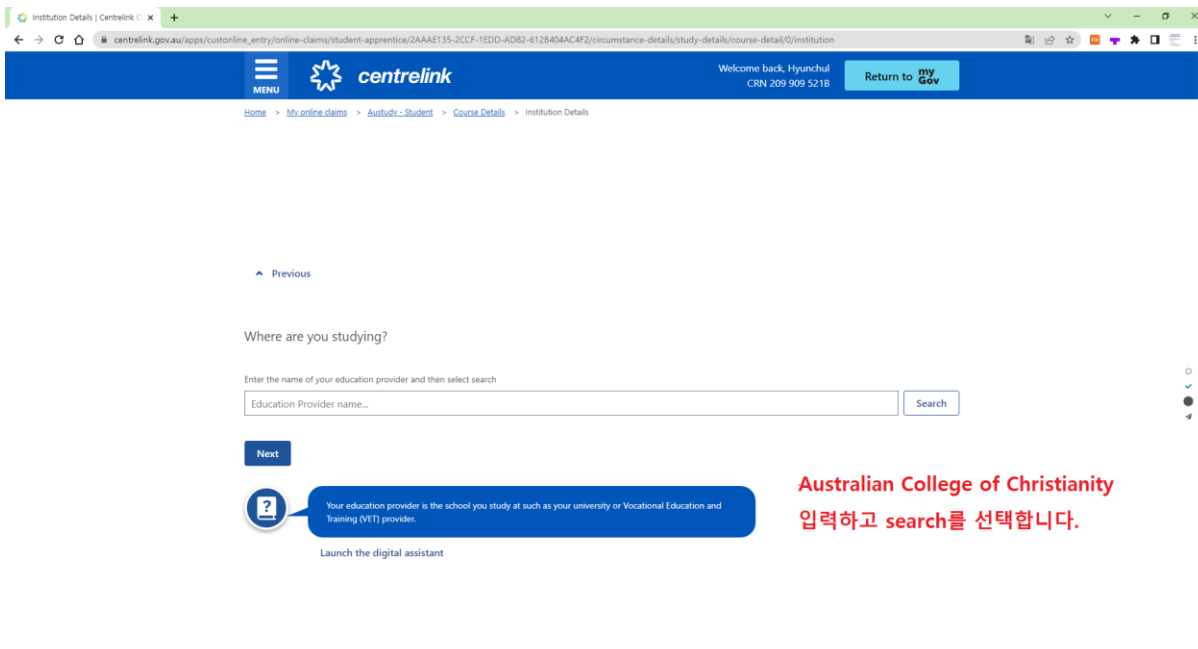 Institution Details | Centrelink C
centrelink.gov.au/apps/custonline_entry/online-claims/student-apprentice/2AAAE135-2CCF-1EDD-AD82-612B404AC4F2/circumstance-details/study-details/course-detail/0/institution
MENU
centrelink
Welcome back, Hyunchul
CRN 209 909 521B
Return to myGov
Home > My online claims > Austudy - Student > Course Details > Institution Details
Previous
Where are you studying?
Enter the name of your education provider and then select search
Education Provider name...
Search
Next
Your education provider is the school you study at such as your university or Vocational Education and
Training (VET) provider.
Launch the digital assistant
Australian College of Christianity
입력하고 search를 선택합니다.